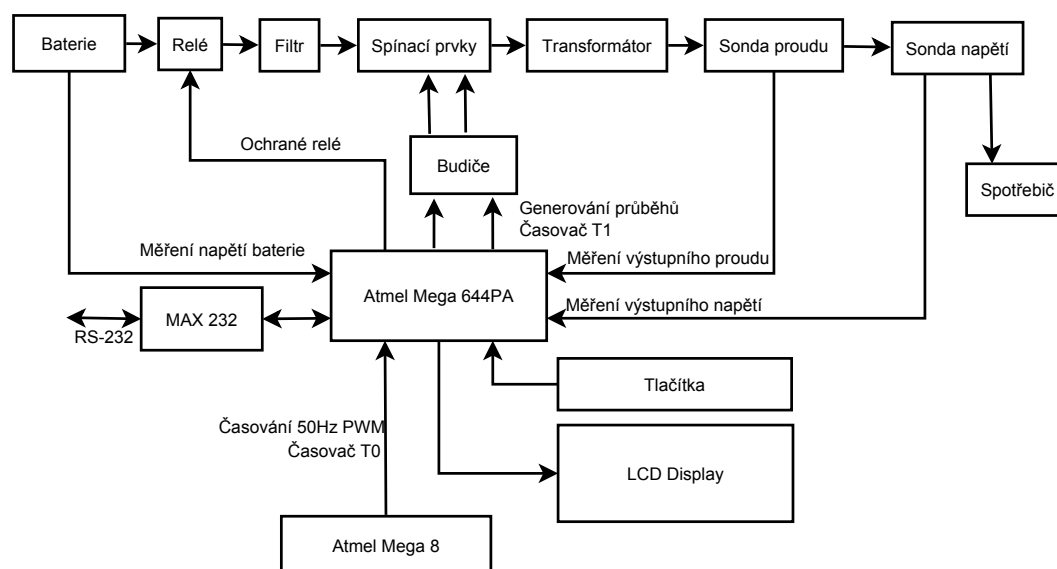 Baterie
Relé
Filtr
Spínací prvky
Transformátor
Sonda proudu
Sonda napětí
Ochrané relé
Budiče
Spotřebič
Generování průběhů
Časovač T1
Měření napětí baterie
Měření výstupního proudu
Atmel Mega 644PA
Měření výstupního napětí
MAX 232
RS-232
Tlačítka
Časování 50Hz PWM
Časovač T0
LCD Display
Atmel Mega 8